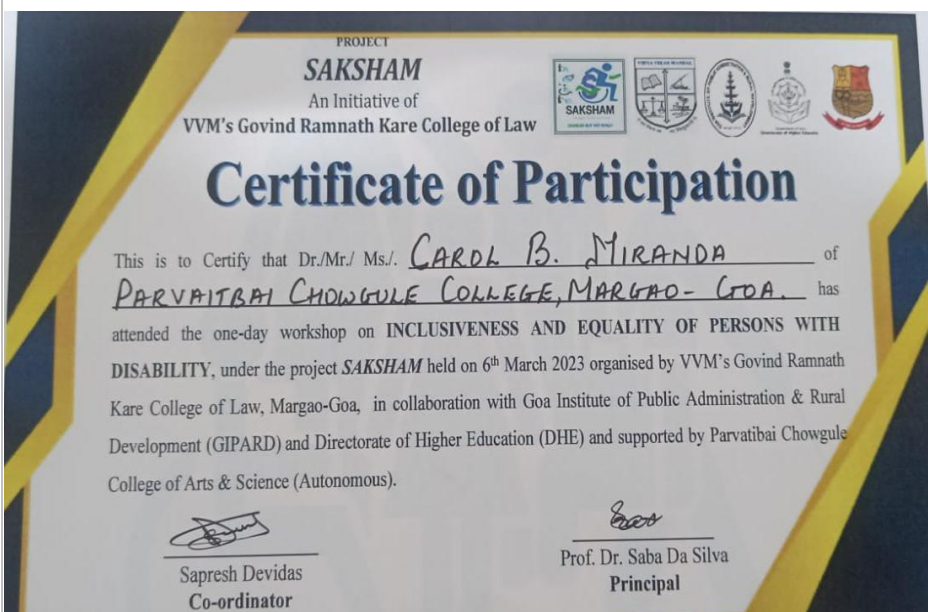 PROJECT
SAKSHAM
An Initiative of
VVM's Govind Ramnath Kare College of Law
SAKSHAM
VIDYA VIKAS MANDAL
Certificate of Participation
This is to Certify that Dr./Mr./ Ms./. CAROL B. MIRANDA of
PARVAITBAI CHOWGULE COLLEGE, MARGAO- GOA. has
attended the one-day workshop on INCLUSIVENESS AND EQUALITY OF PERSONS WITH
DISABILITY, under the project SAKSHAM held on 6th March 2023 organised by VVM's Govind Ramnath
Kare College of Law, Margao-Goa, in collaboration with Goa Institute of Public Administration & Rural
Development (GIPARD) and Directorate of Higher Education (DHE) and supported by Parvatibai Chowgule
College of Arts & Science (Autonomous).
Sapresh Devidas
Co-ordinator
Prof. Dr. Saba Da Silva
Principal